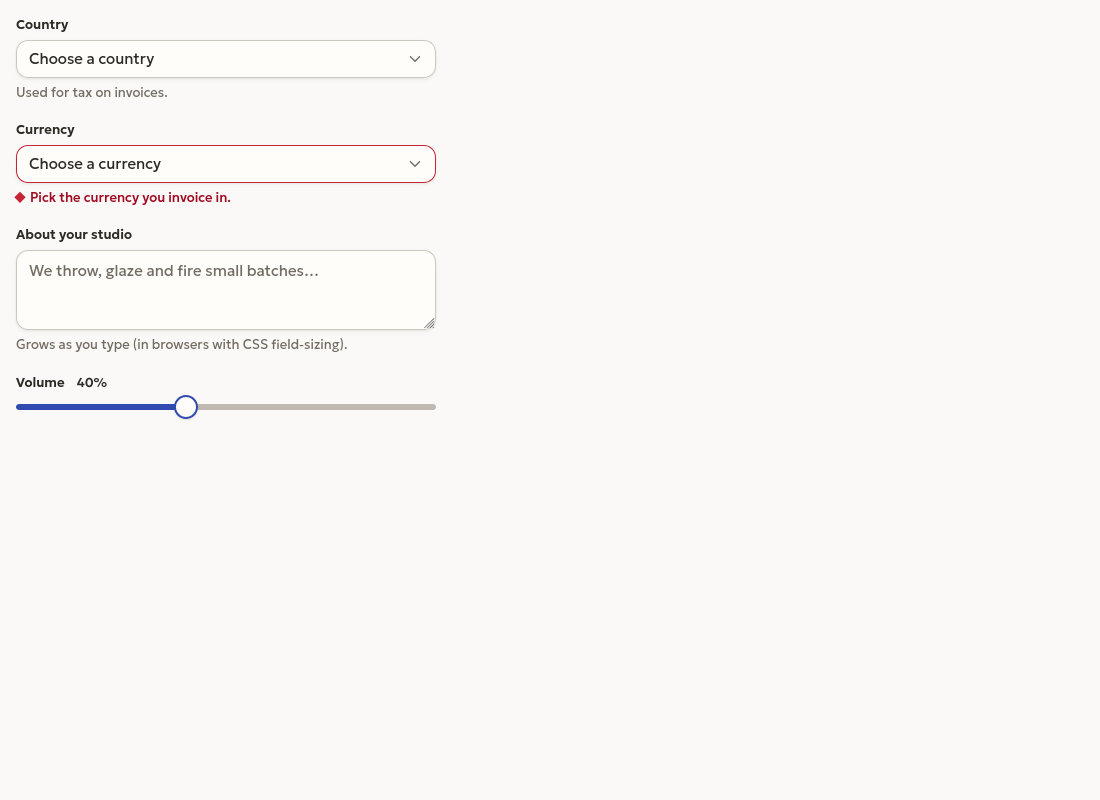 Country
Choose a country
Used for tax on invoices.
Currency
Choose a currency
Pick the currency you invoice in.
About your studio
We throw, glaze and fire small batches…
Grows as you type (in browsers with CSS field-sizing).
Volume 40%